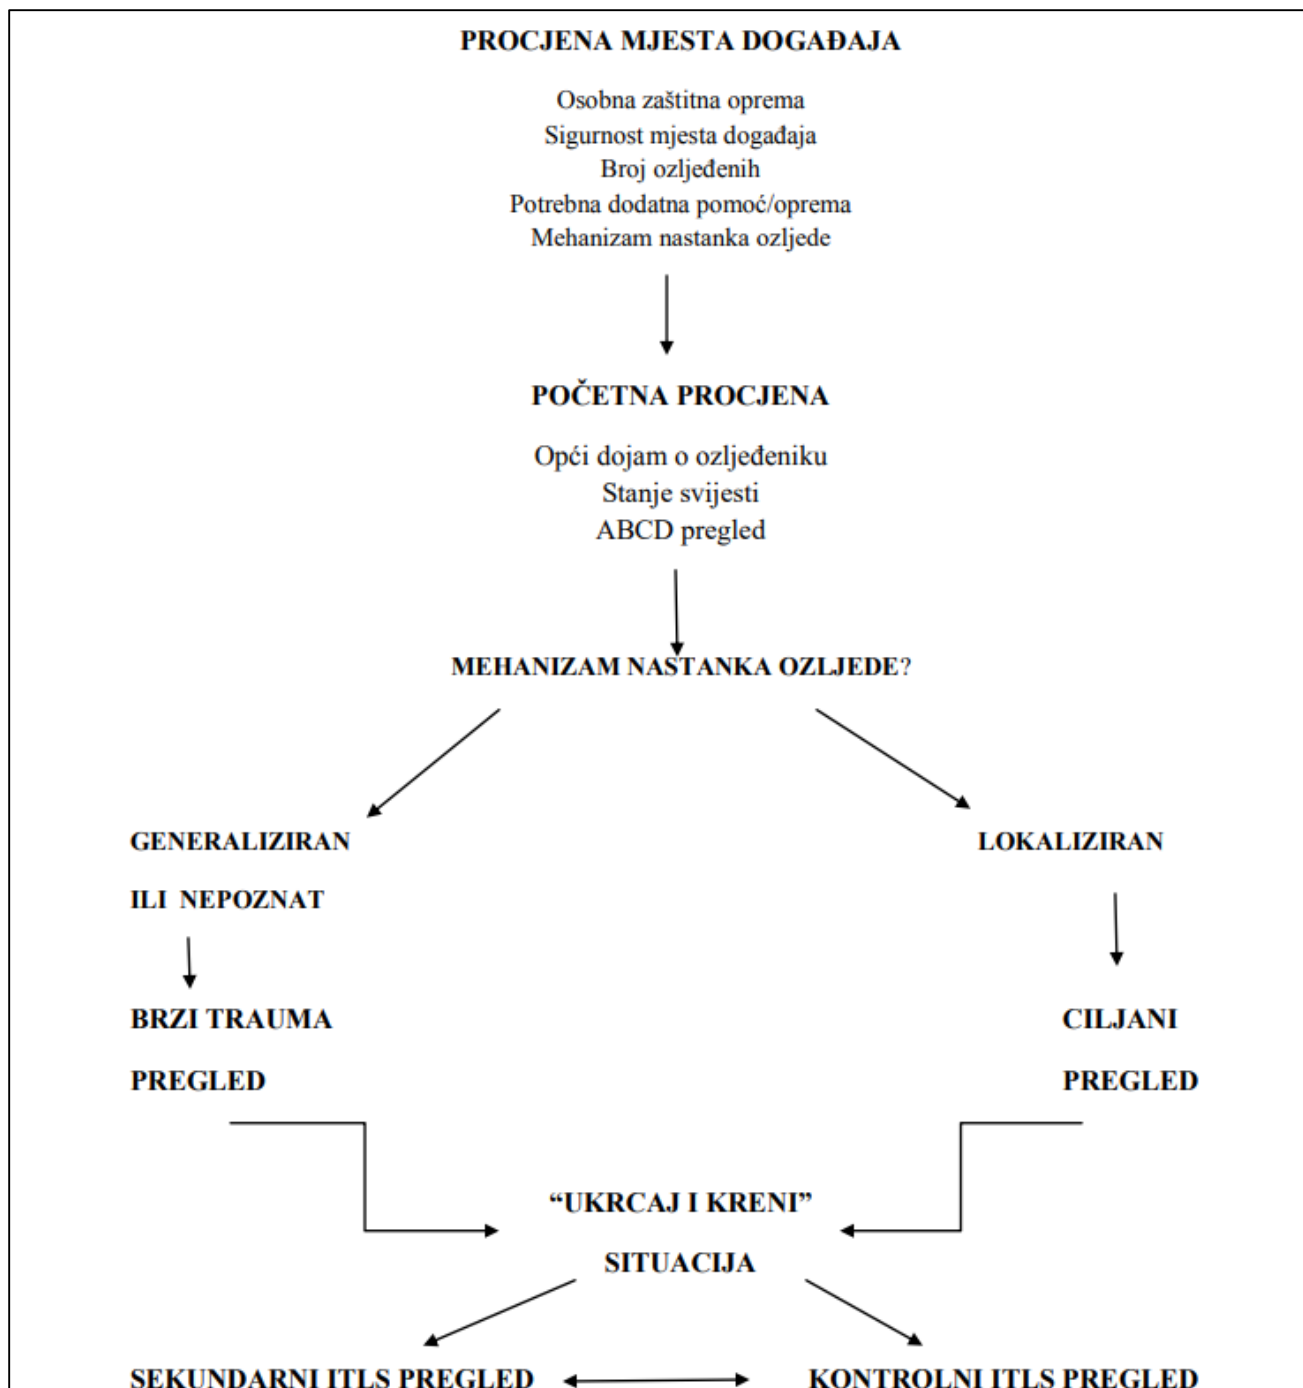 PROCJENA MJESTA DOGAĐAJA
Osobna zaštitna oprema
Sigurnost mjesta događaja
Broj ozljeđenih
Potrebna dodatna pomoć/oprema
Mehanizam nastanka ozljede
POČETNA PROCJENA
Opći dojam o ozljeđeniku
Stanje svijesti
ABCD pregled
MEHANIZAM NASTANKA OZLJEDE?
GENERALIZIRAN
ILI NEPOZNAT
LOKALIZIRAN
BRZI TRAUMA
PREGLED
CILJANI
PREGLED
“UKRCAJ I KRENI”
SITUACIJA
SEKUNDARNI ITLS PREGLED
KONTROLNI ITLS PREGLED